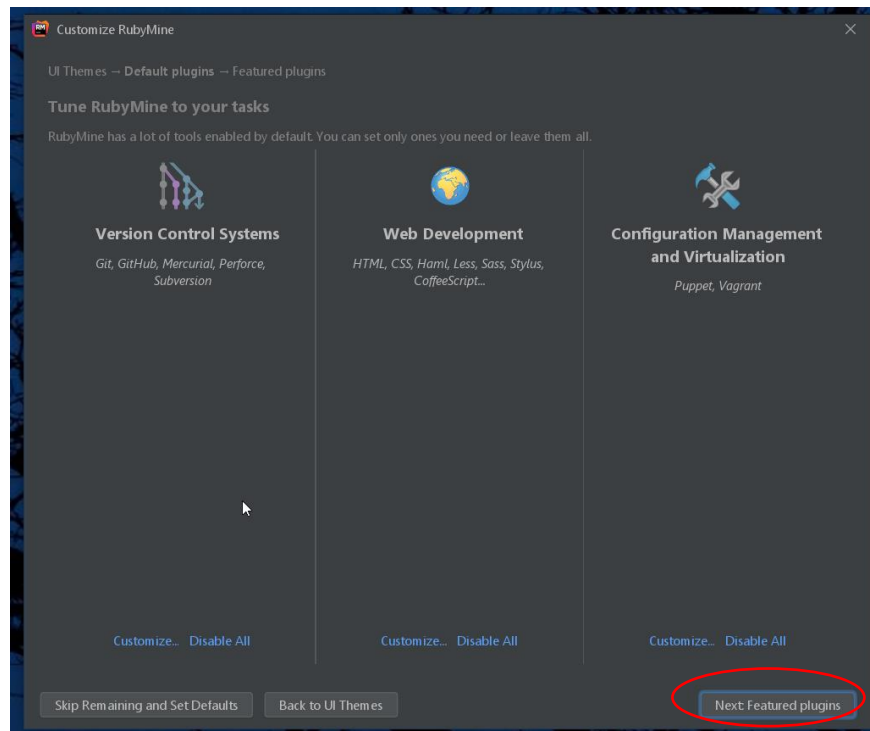 RM
Customize RubyMine
UI Themes — Default plugins — Featured plugins
Tune RubyMine to your tasks
RubyMine has a lot of tools enabled by default. You can set only ones you need or leave them all.
Version Control Systems
Git, GitHub, Mercurial, Perforce,
Subversion
Customize... Disable All
Web Development
HTML, CSS, Haml, Less, Sass, Stylus,
CoffeeScript...
Customize... Disable All
Configuration Management
and Virtualization
Puppet, Vagrant
Customize... Disable All
Skip Remaining and Set Defaults
Back to UI Themes
Next: Featured plugins